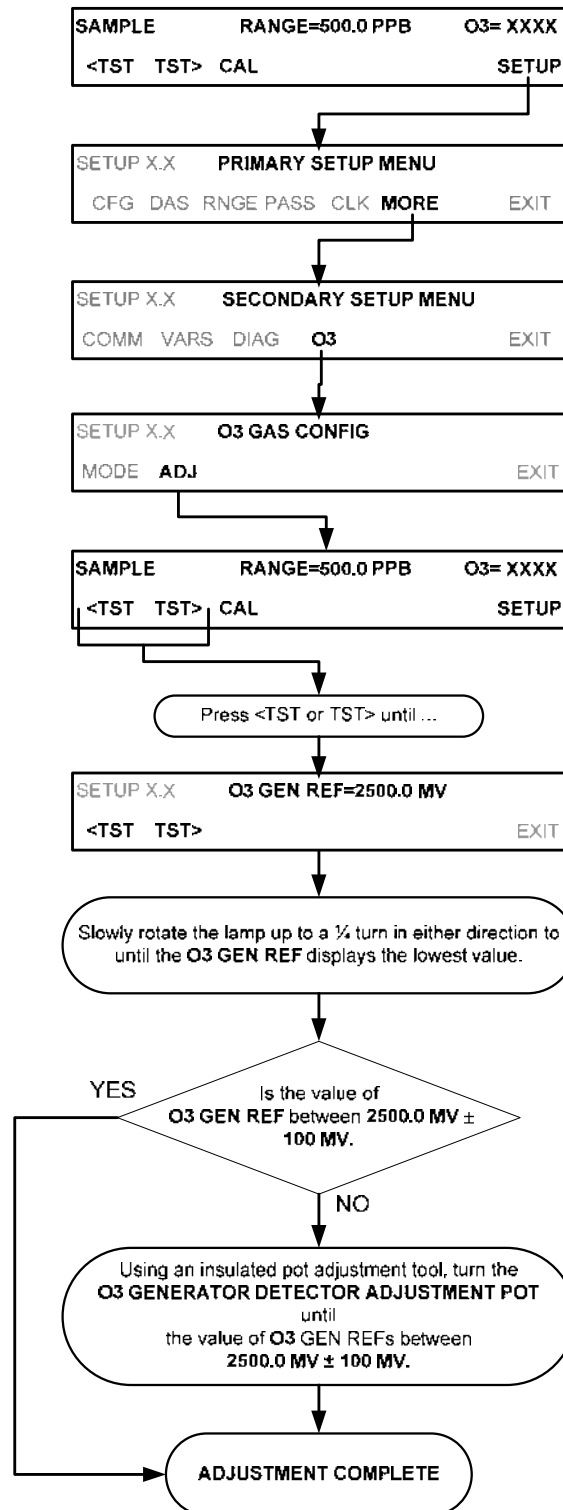 SAMPLE RANGE=500.0 PPB O3= XXXX
<TST TST> CAL SETUP
SETUP X.X PRIMARY SETUP MENU
CFG DAS RNGE PASS CLK MORE EXIT
SETUP X.X SECONDARY SETUP MENU
COMM VARS DIAG O3 EXIT
SETUP X.X O3 GAS CONFIG
MODE ADJ EXIT
SAMPLE RANGE=500.0 PPB O3= XXXX
<TST TST> CAL SETUP
Press <TST or TST> until ...
SETUP X.X O3 GEN REF=2500.0 MV
<TST TST> EXIT
Slowly rotate the lamp up to a ¼ turn in either direction to
until the O3 GEN REF displays the lowest value.
YES
Is the value of
O3 GEN REF between 2500.0 MV ±
100 MV.
NO
Using an insulated pot adjustment tool, turn the
O3 GENERATOR DETECTOR ADJUSTMENT POT
until
the value of O3 GEN REFs between
2500.0 MV ± 100 MV.
ADJUSTMENT COMPLETE